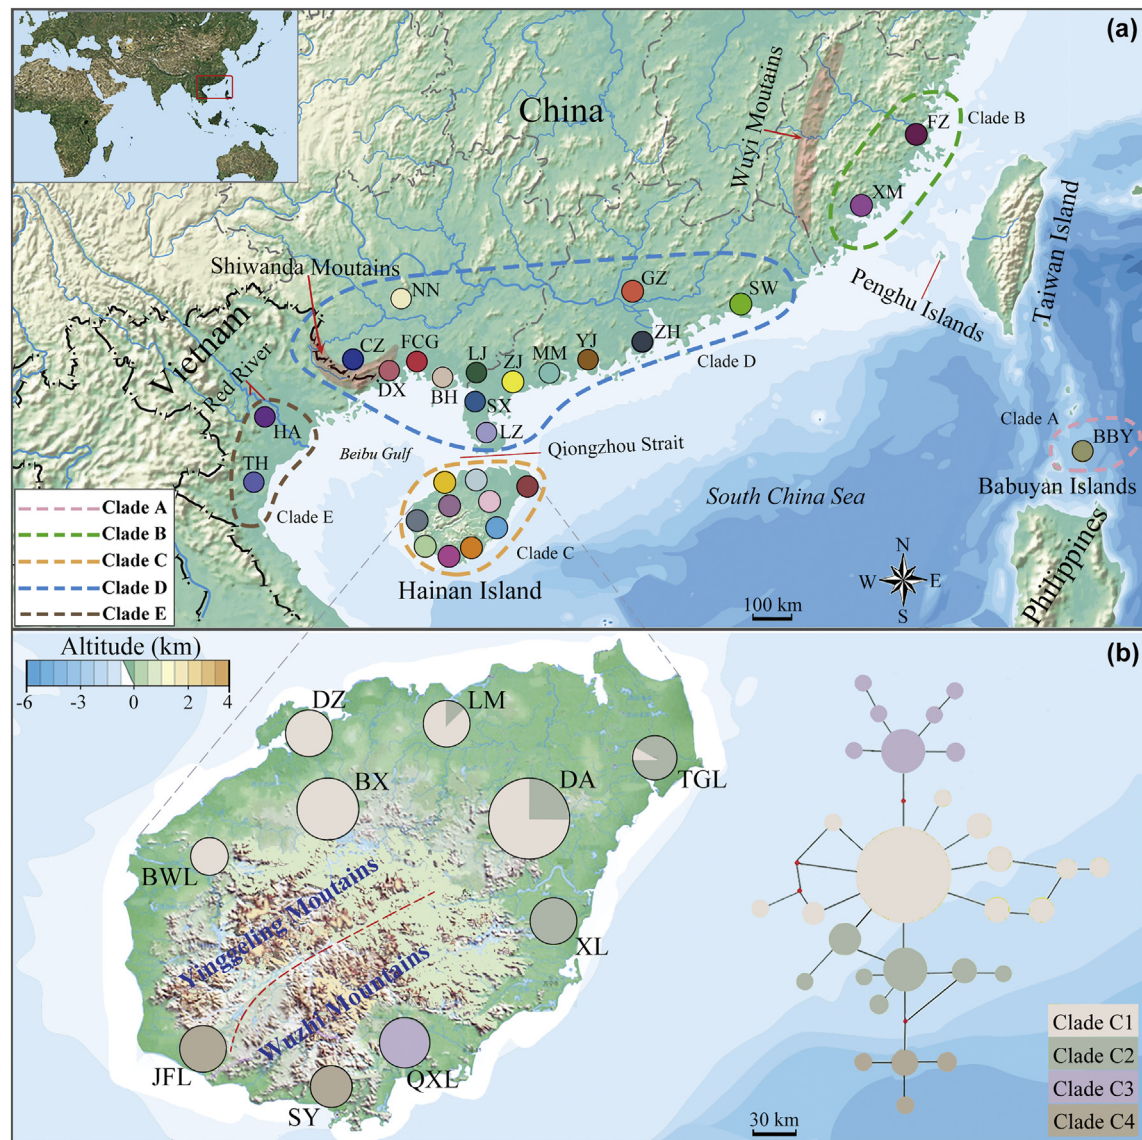 (a)
China
Wuyi Moutains
FZ
Clade B
XM
Taiwan Island
Penghu Islands
Shiwanda Moutains
NN
GZ
SW
ZH
Clade D
CZ
FCG
DX
BH
LJ
ZJ
MM
YJ
SX
LZ
Vietnam
Red River
HA
TH
Clade E
Beibu Gulf
Qiongzhou Strait
Clade A
BBY
Babuyan Islands
South China Sea
Clade C
Hainan Island
Philippines
N
W
E
S
100 km
Clade A
Clade B
Clade C
Clade D
Clade E
(b)
Altitude (km)
-6 -3 0 2 4
DZ
LM
BX
DA
TGL
BWL
Yinggeling Moutains
XL
Wuzhi Mountains
JFL
QXL
SY
Clade C1
Clade C2
Clade C3
Clade C4
30 km